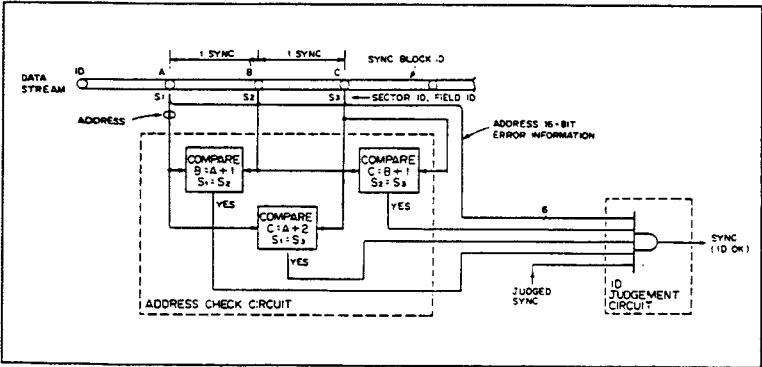 1 SYNC
1 SYNC
ID
A
B
C
SYNC BLOCK ID
DATA
STREAM
S1
S2
S3
SECTOR ID, FIELD ID
ADDRESS
ADDRESS 16-BIT
ERROR INFORMATION
COMPARE
B=A+1
S1=S2
COMPARE
C=B+1
S2=S3
YES
YES
COMPARE
C=A+2
S1=S3
YES
6
SYNC
(ID OK)
JUDGED
SYNC
ID
JUDGEMENT
CIRCUIT
ADDRESS CHECK CIRCUIT